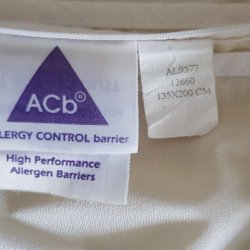 ACb®
LLERGY CONTROL barrier
High Performance
Allergen Barriers
AL9577
12660
135X200 CM